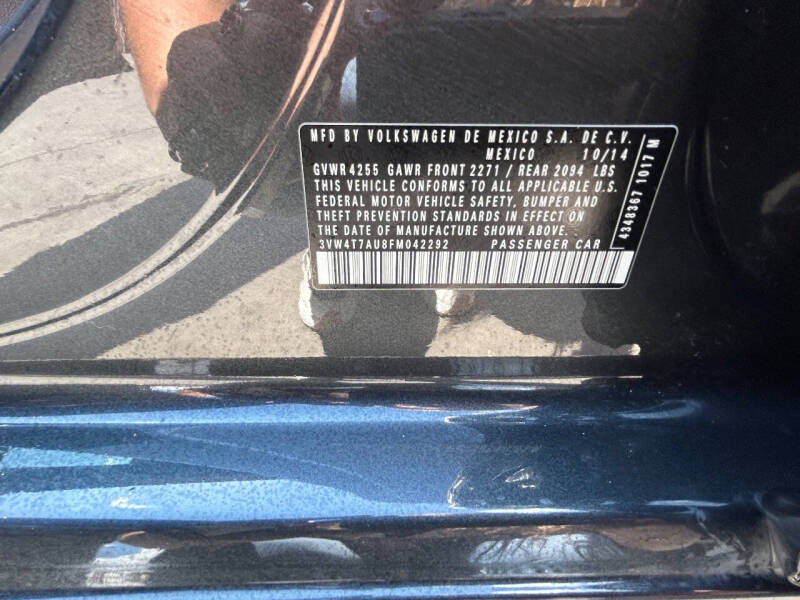 MFD BY VOLKSWAGEN DE MEXICO S.A. DE C.V.
MEXICO 10/14
GVWR 4255 GAWR FRONT 2271 / REAR 2094 LBS
THIS VEHICLE CONFORMS TO ALL APPLICABLE U.S.
FEDERAL MOTOR VEHICLE SAFETY, BUMPER AND
THEFT PREVENTION STANDARDS IN EFFECT ON
THE DATE OF MANUFACTURE SHOWN ABOVE.
3VW4T7AU8FM042292 PASSENGER CAR
4348367 1017 M